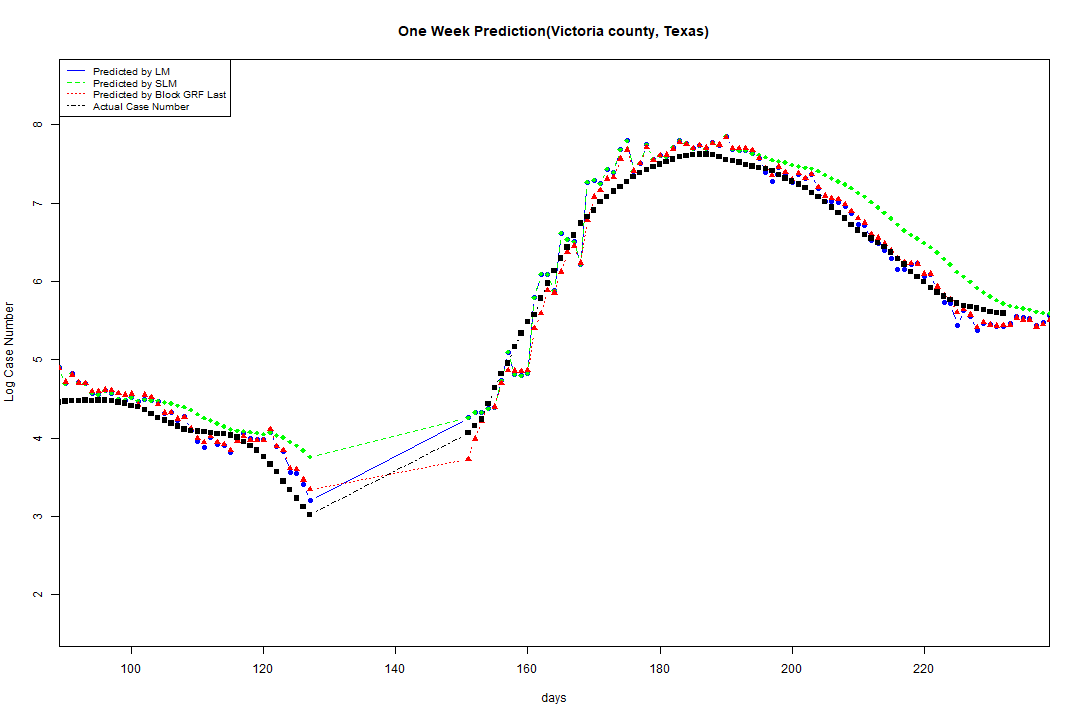 One Week Prediction(Victoria county, Texas)
Predicted by LM
Predicted by SLM
Predicted by Block GRF Last
Actual Case Number
8
7
6
5
4
3
2
Log Case Number
100 120 140 160 180 200 220
days